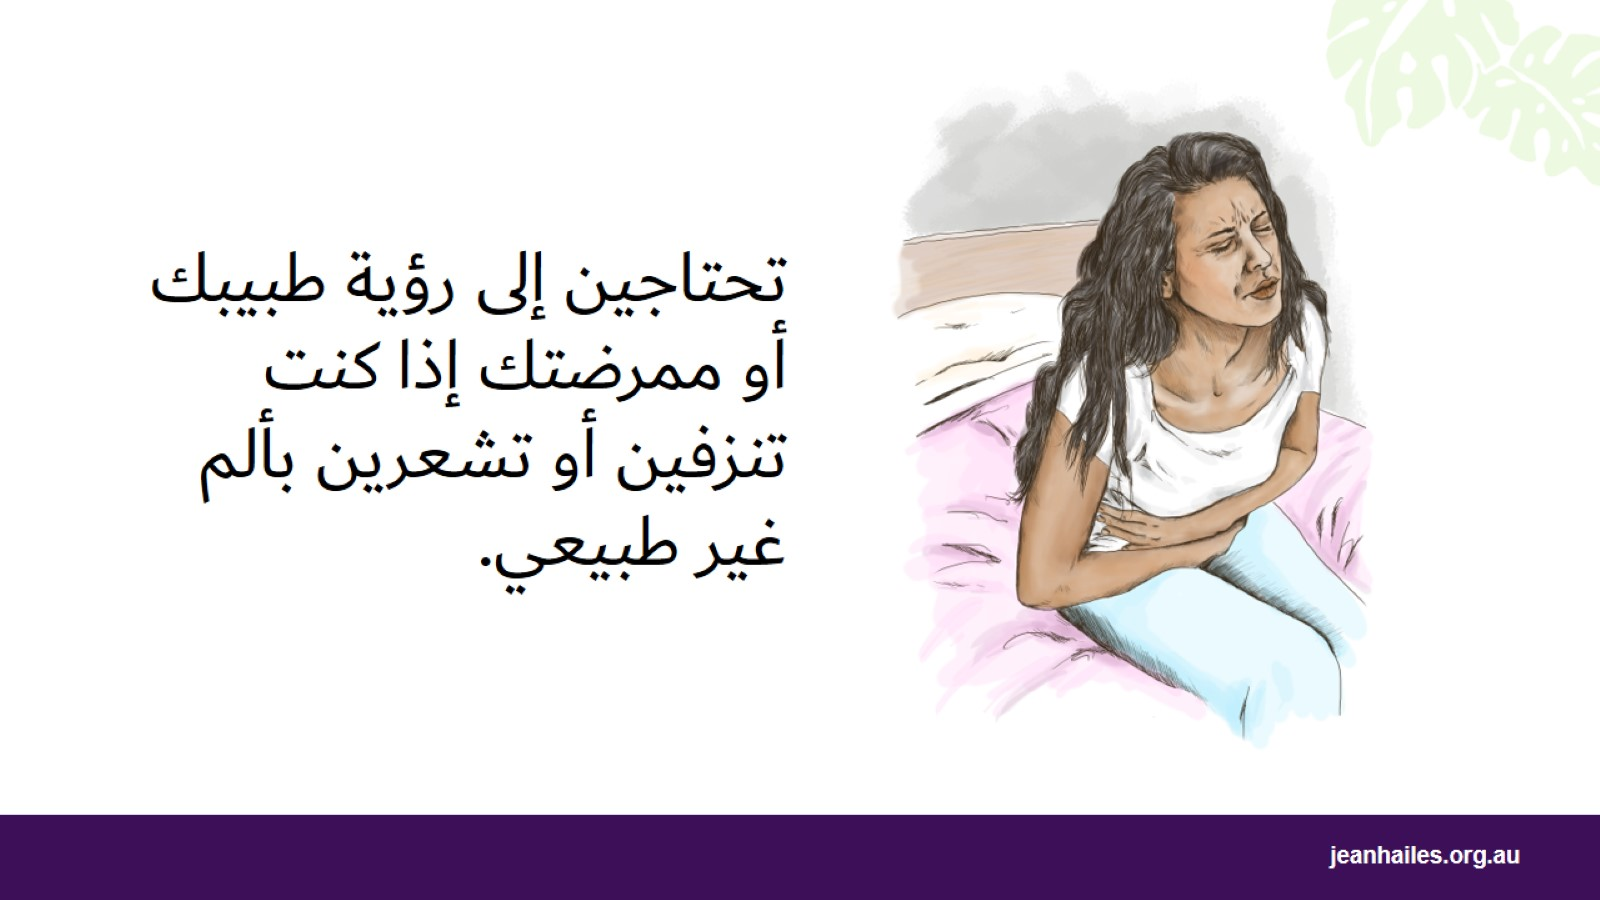 تحتاجين إلى رؤية طبيبك
أو ممرضتك إذا كنت
تنزفين أو تشعرين بألم
غير طبيعي.
jeanhailes.org.au